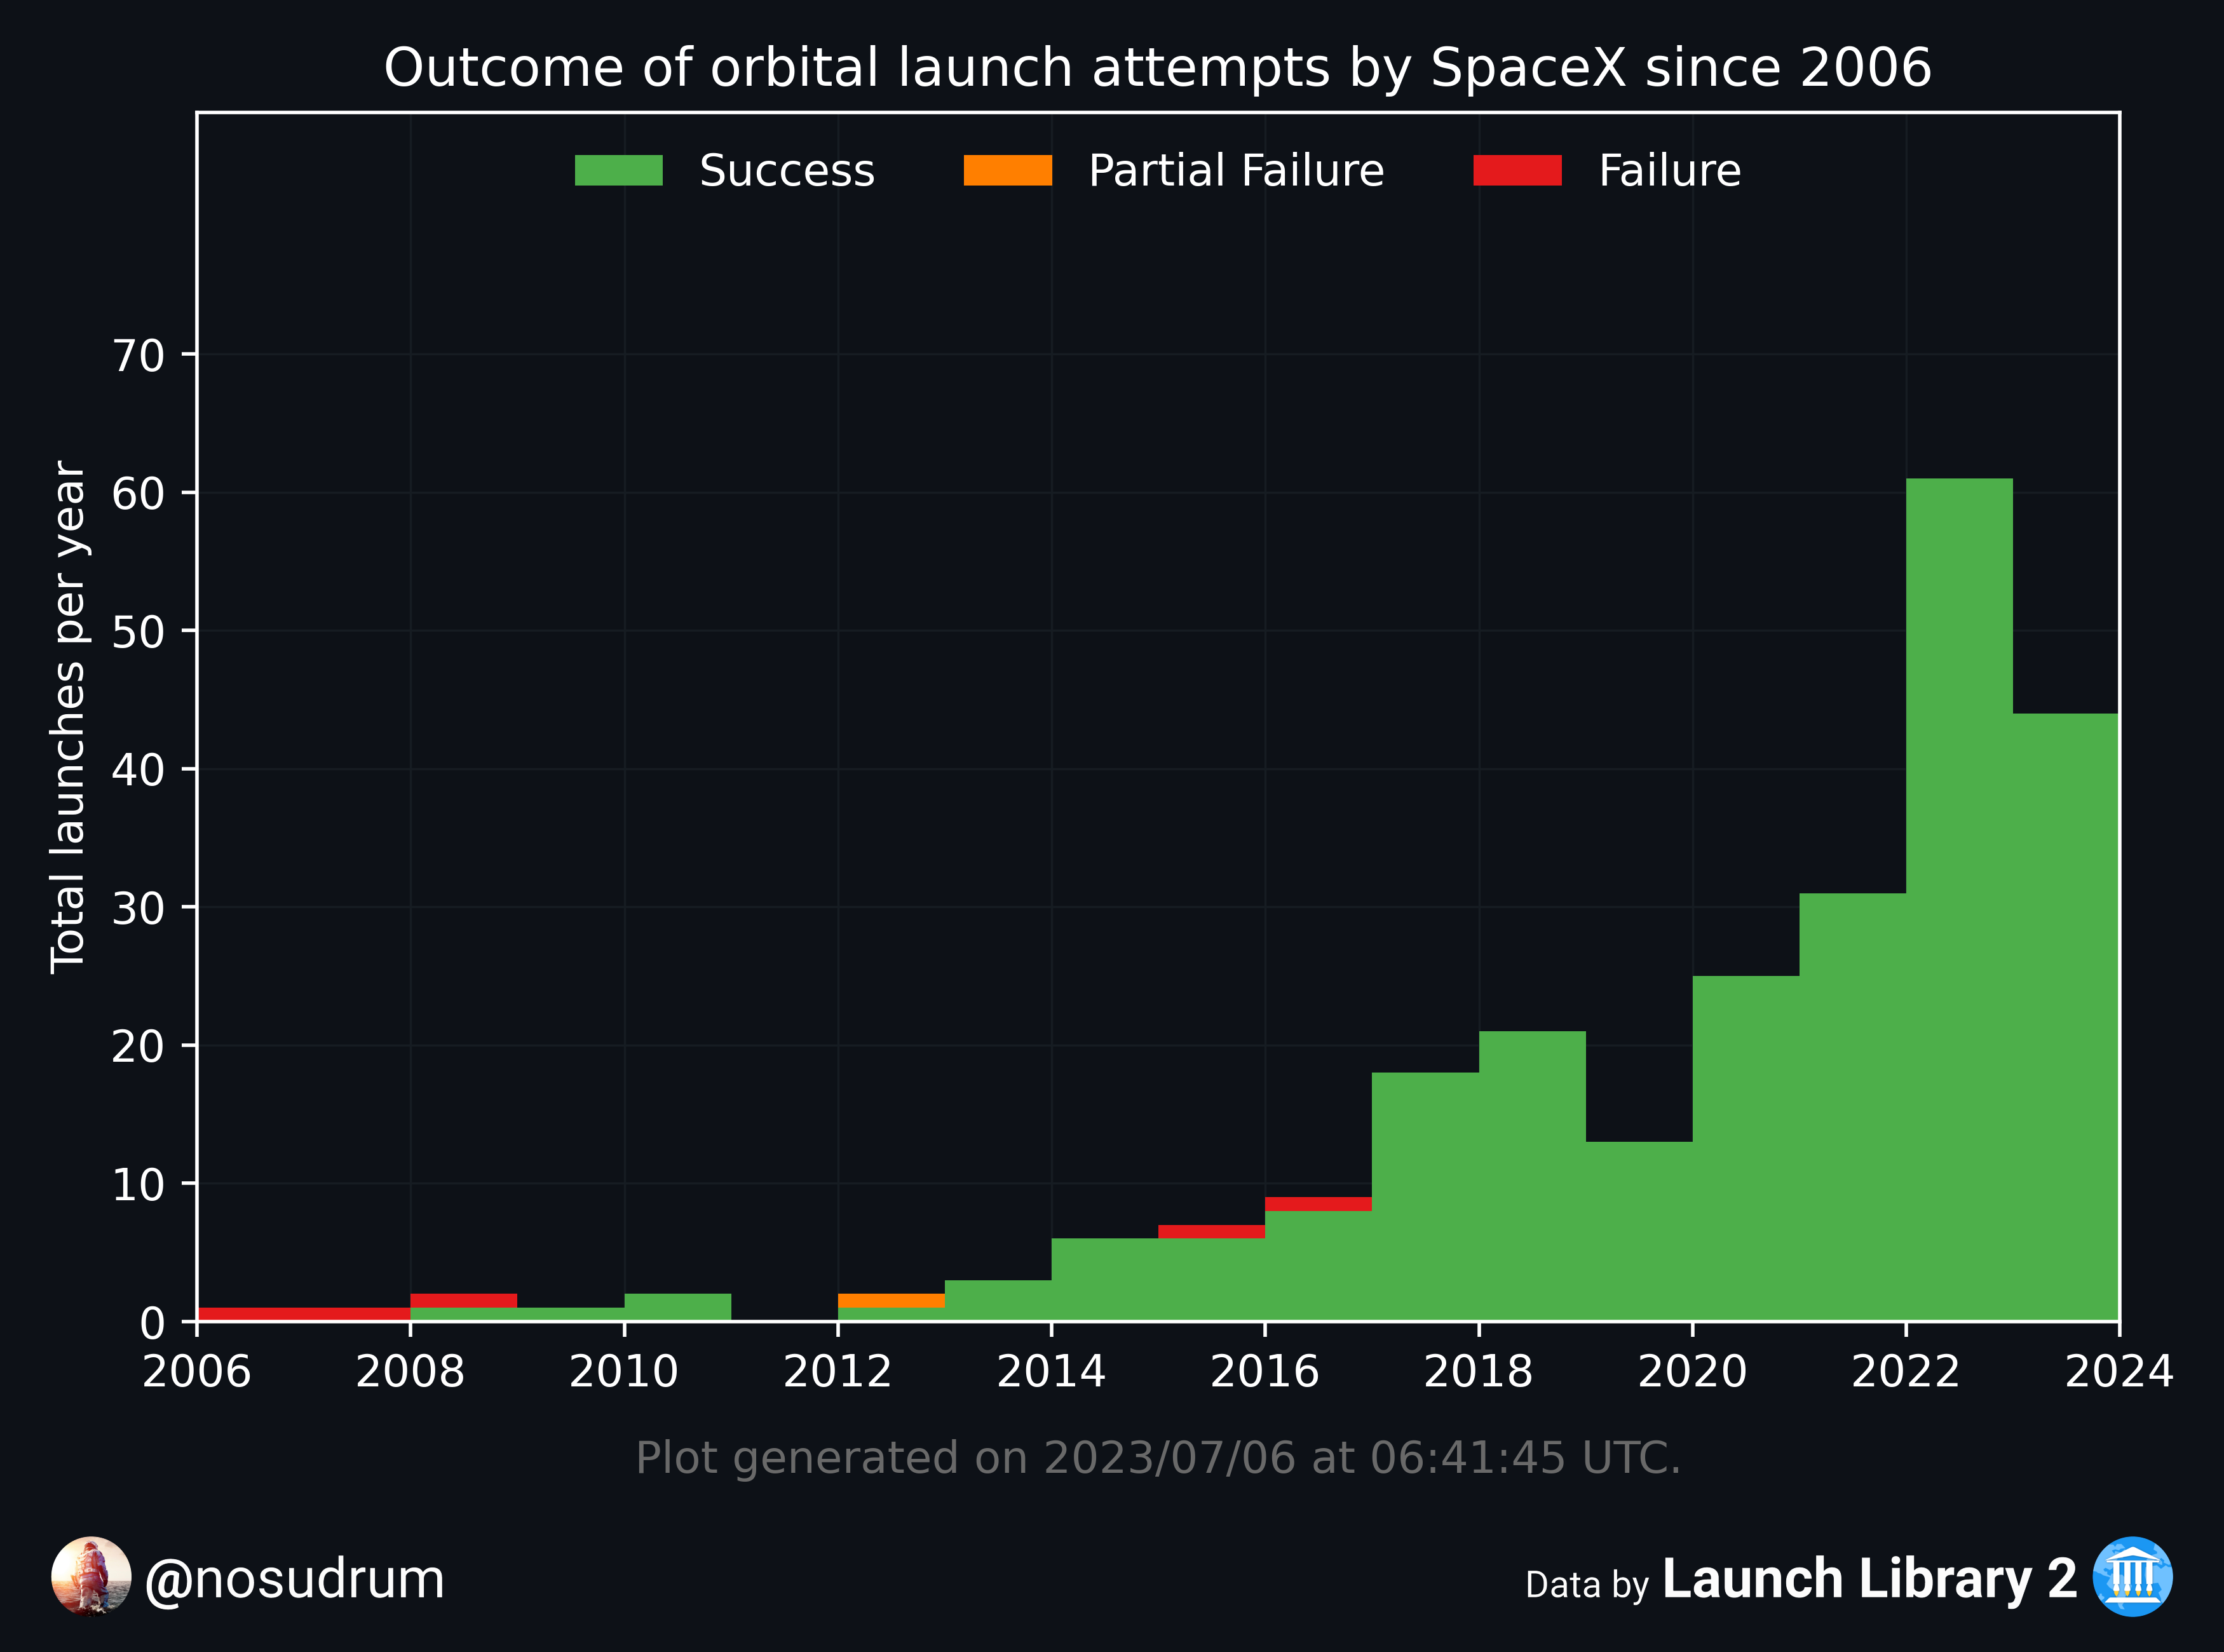 Outcome of orbital launch attempts by SpaceX since 2006
Success Partial Failure Failure
Total launches per year
70
60
50
40
30
20
10
0
2006 2008 2010 2012 2014 2016 2018 2020 2022 2024
Plot generated on 2023/07/06 at 06:41:45 UTC.
@nosudrum
Data by Launch Library 2